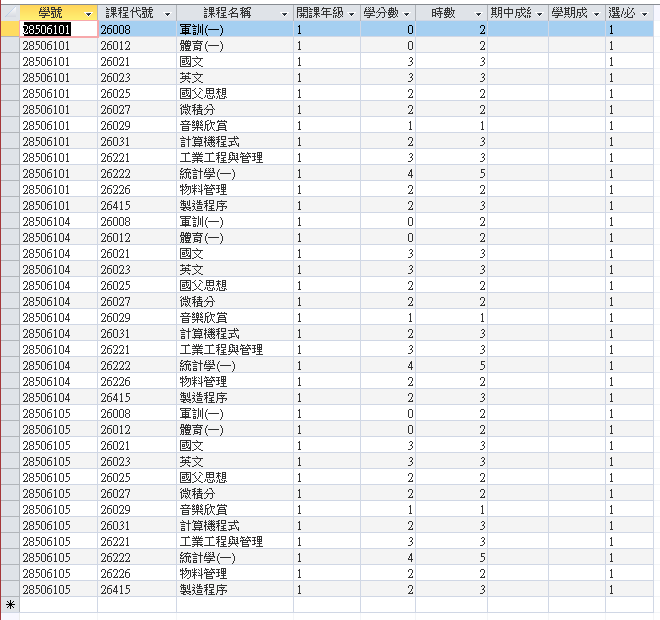 學號 課程代號 課程名稱 開課年級 學分數 時數 期中成績 學期成 選/必
28506101 26008 軍訓(一) 1 0 2 1
28506101 26012 體育(一) 1 0 2 1
28506101 26021 國文 1 3 3 1
28506101 26023 英文 1 3 3 1
28506101 26025 國父思想 1 2 2 1
28506101 26027 微積分 1 2 2 1
28506101 26029 音樂欣賞 1 1 1 1
28506101 26031 計算機程式 1 2 3 1
28506101 26221 工業工程與管理 1 3 3 1
28506101 26222 統計學(一) 1 4 5 1
28506101 26226 物料管理 1 2 2 1
28506101 26415 製造程序 1 2 3 1
28506104 26008 軍訓(一) 1 0 2 1
28506104 26012 體育(一) 1 0 2 1
28506104 26021 國文 1 3 3 1
28506104 26023 英文 1 3 3 1
28506104 26025 國父思想 1 2 2 1
28506104 26027 微積分 1 2 2 1
28506104 26029 音樂欣賞 1 1 1 1
28506104 26031 計算機程式 1 2 3 1
28506104 26221 工業工程與管理 1 3 3 1
28506104 26222 統計學(一) 1 4 5 1
28506104 26226 物料管理 1 2 2 1
28506104 26415 製造程序 1 2 3 1
28506105 26008 軍訓(一) 1 0 2 1
28506105 26012 體育(一) 1 0 2 1
28506105 26021 國文 1 3 3 1
28506105 26023 英文 1 3 3 1
28506105 26025 國父思想 1 2 2 1
28506105 26027 微積分 1 2 2 1
28506105 26029 音樂欣賞 1 1 1 1
28506105 26031 計算機程式 1 2 3 1
28506105 26221 工業工程與管理 1 3 3 1
28506105 26222 統計學(一) 1 4 5 1
28506105 26226 物料管理 1 2 2 1
28506105 26415 製造程序 1 2 3 1